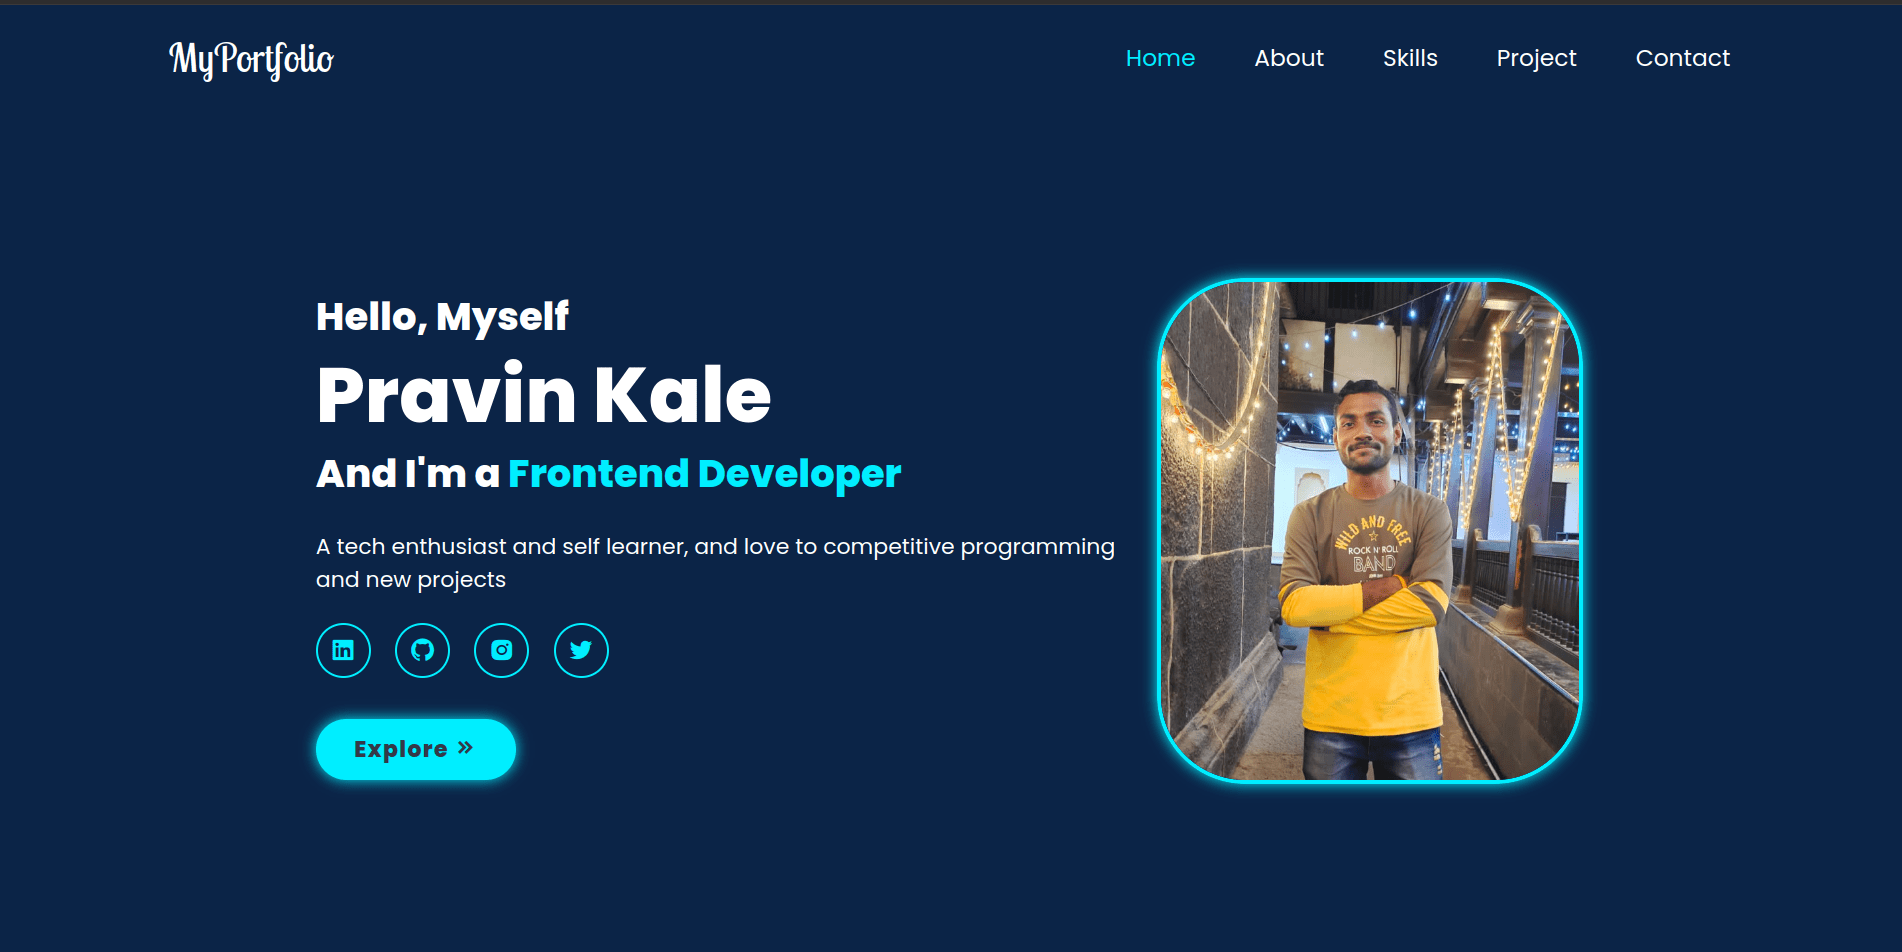 MyPortfolio
Home About Skills Project Contact
Hello, Myself
Pravin Kale
And I'm a Frontend Developer
A tech enthusiast and self learner, and love to competitive programming
and new projects
in
Explore »
WILD AND FREE
ROCK N' ROLL
BAND